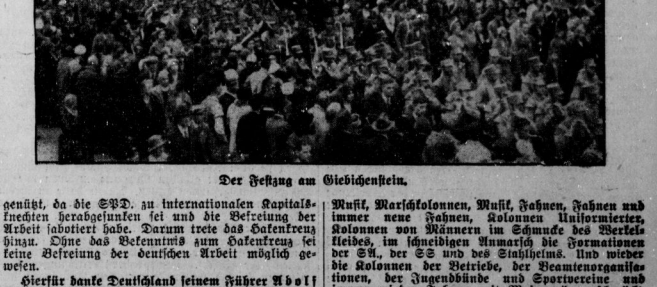 Der Festzug am Giebichenstein.
genützt, da die SPD. zu internationalen Kapitals-
knechten herabgesunken sei und die Befreiung der
Arbeit sabotiert habe. Darum trete das Hakenkreuz
hinzu. Ohne das Bekenntnis zum Hakenkreuz sei
keine Befreiung der deutschen Arbeit möglich ge-
wesen.
Hierfür danke Deutschland seinem Führer Adolf
Musik, Marschkolonnen, Musik, Fahnen, Fahnen und
immer neue Fahnen, Kolonnen Uniformierter,
Kolonnen von Männern im Schmucke des Werkel-
kleides, im schneidigen Anmarsch die Formationen
der SA., der SS und des Stahlhelms. Und wieder
die Kolonnen der Betriebe, der Beamtenorganisa-
tionen, der Jugendbünde und Sportvereine und